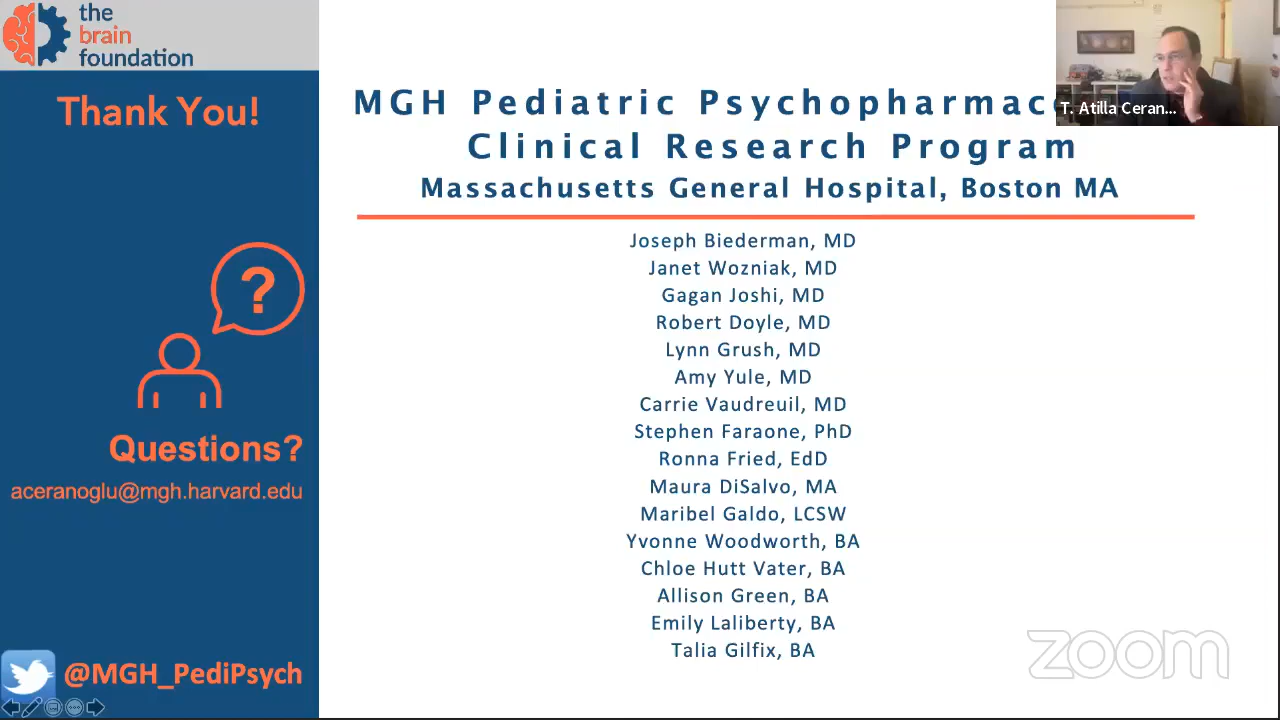 the
brain
foundation
Thank You!
?
Questions?
aceranoglu@mgh.harvard.edu
@MGH_PediPsych
MGH Pediatric
Clinical Research Program
Massachusetts General Hospital, Boston MA
Joseph Biederman, MD
Janet Wozniak, MD
Gagan Joshi, MD
Robert Doyle, MD
Lynn Grush, MD
Amy Yule, MD
Carrie Vaudreuil, MD
Stephen Faraone, PhD
Ronna Fried, EdD
Maura DiSalvo, MA
Maribel Galdo, LCSW
Yvonne Woodworth, BA
Chloe Hutt Vater, BA
Allison Green, BA
Emily Laliberty, BA
Talia Gilfix, BA
T. Atilla Ceran...
zoom